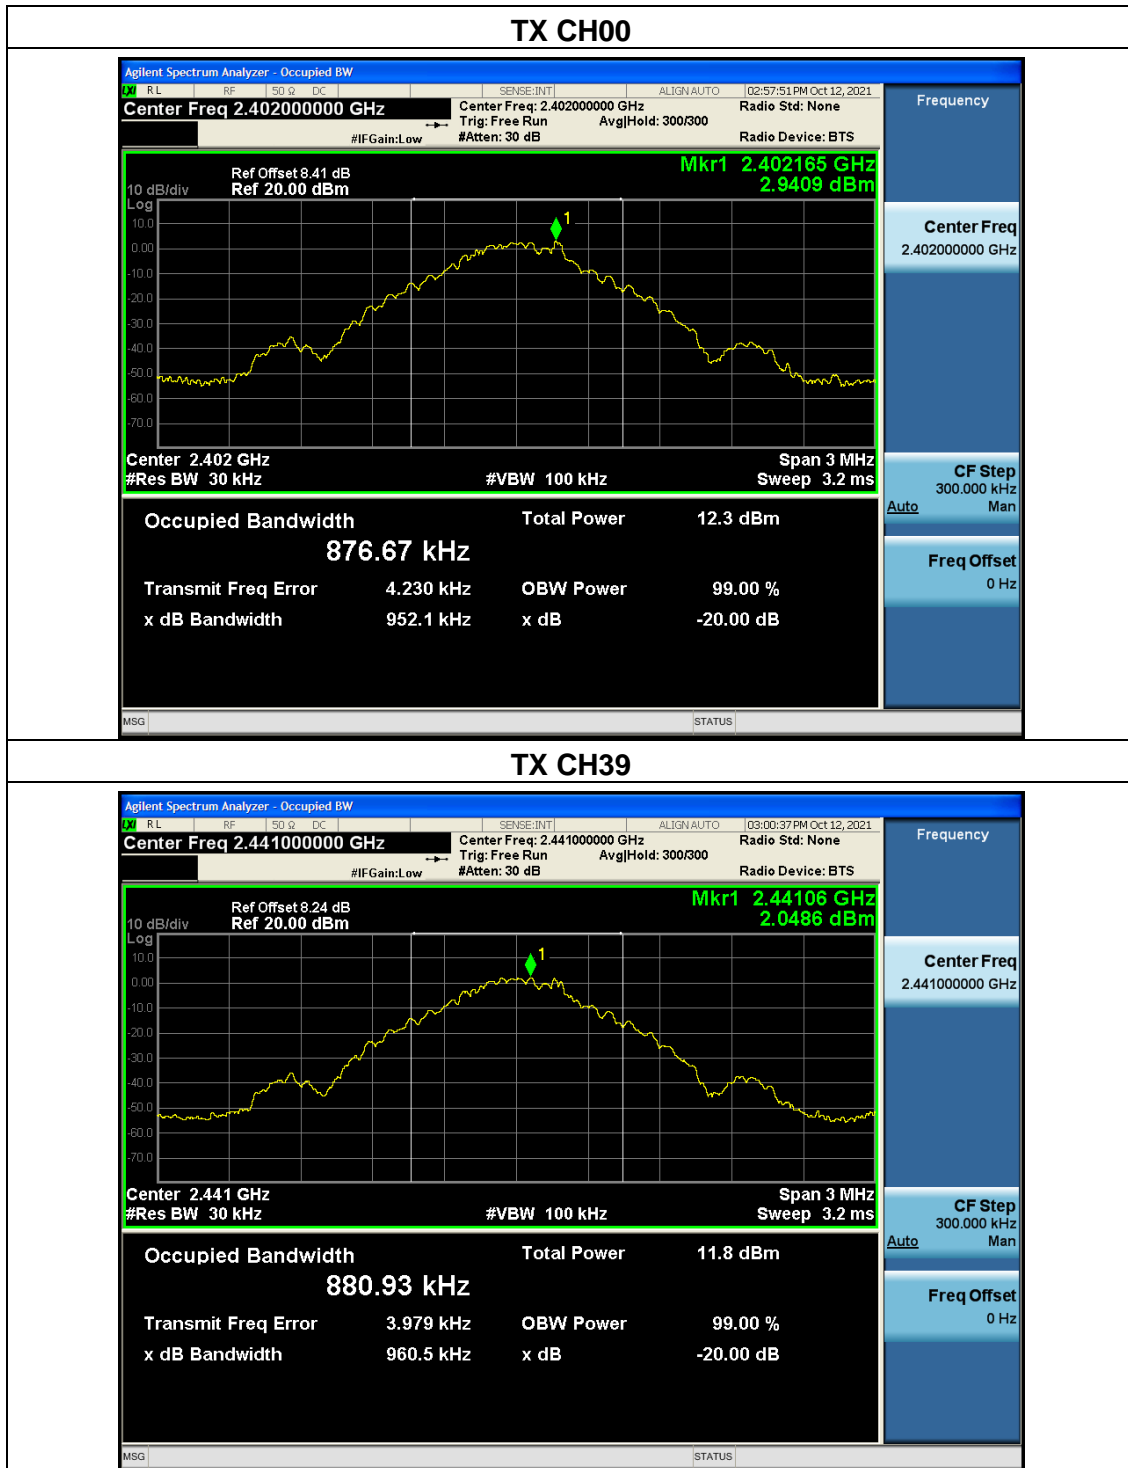 TX CH00
Agilent Spectrum Analyzer - Occupied BW
LXI RL RF 50 Ω DC SENSE:INT ALIGN AUTO 02:57:51 PM Oct 12, 2021
Center Freq 2.402000000 GHz
Center Freq: 2.402000000 GHz
Radio Std: None
Trig: Free Run Avg|Hold: 300/300
#IFGain:Low #Atten: 30 dB Radio Device: BTS
Frequency
Mkr1 2.402165 GHz
2.9409 dBm
Ref Offset 8.41 dB
10 dB/div Ref 20.00 dBm
Log
10.0
0.00
-10.0
-20.0
-30.0
-40.0
-50.0
-60.0
-70.0
1
Center 2.402 GHz Span 3 MHz
#Res BW 30 kHz #VBW 100 kHz Sweep 3.2 ms
Center Freq
2.402000000 GHz
CF Step
300.000 kHz
Auto Man
Freq Offset
0 Hz
Occupied Bandwidth Total Power 12.3 dBm
876.67 kHz
Transmit Freq Error 4.230 kHz OBW Power 99.00 %
x dB Bandwidth 952.1 kHz x dB -20.00 dB
MSG STATUS
TX CH39
Agilent Spectrum Analyzer - Occupied BW
LXI RL RF 50 Ω DC SENSE:INT ALIGN AUTO 03:00:37 PM Oct 12, 2021
Center Freq 2.441000000 GHz
Center Freq: 2.441000000 GHz
Radio Std: None
Trig: Free Run Avg|Hold: 300/300
#IFGain:Low #Atten: 30 dB Radio Device: BTS
Frequency
Mkr1 2.44106 GHz
2.0486 dBm
Ref Offset 8.24 dB
10 dB/div Ref 20.00 dBm
Log
10.0
0.00
-10.0
-20.0
-30.0
-40.0
-50.0
-60.0
-70.0
1
Center 2.441 GHz Span 3 MHz
#Res BW 30 kHz #VBW 100 kHz Sweep 3.2 ms
Center Freq
2.441000000 GHz
CF Step
300.000 kHz
Auto Man
Freq Offset
0 Hz
Occupied Bandwidth Total Power 11.8 dBm
880.93 kHz
Transmit Freq Error 3.979 kHz OBW Power 99.00 %
x dB Bandwidth 960.5 kHz x dB -20.00 dB
MSG STATUS